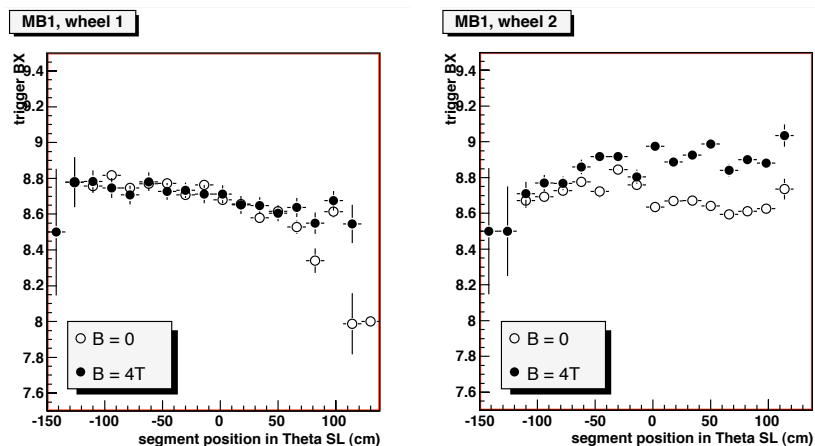 MB1, wheel 1
trigger BX
9.4
9.2
9
8.8
8.6
8.4
8.2
8
7.8
7.6
B = 0
B = 4T
-150 -100 -50 0 50 100
segment position in Theta SL (cm)
MB1, wheel 2
trigger BX
9.4
9.2
9
8.8
8.6
8.4
8.2
8
7.8
7.6
B = 0
B = 4T
-150 -100 -50 0 50 100
segment position in Theta SL (cm)